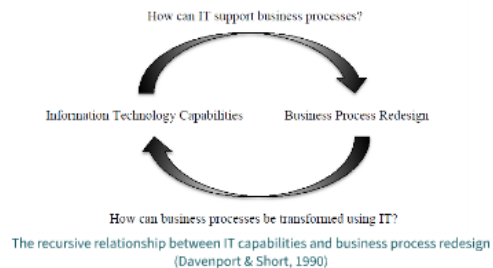 How can IT support business processes?
Information Technology Capabilities
Business Process Redesign
How can business processes be transformed using IT?
The recursive relationship between IT capabilities and business process redesign
(Davenport & Short, 1990)